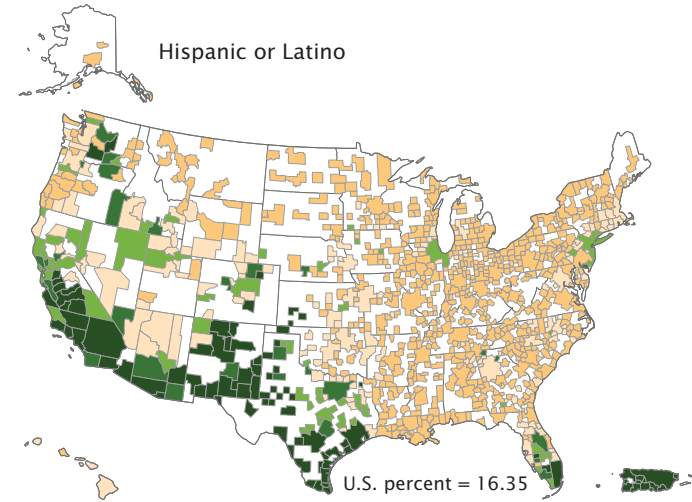 Hispanic or Latino
U.S. percent = 16.35